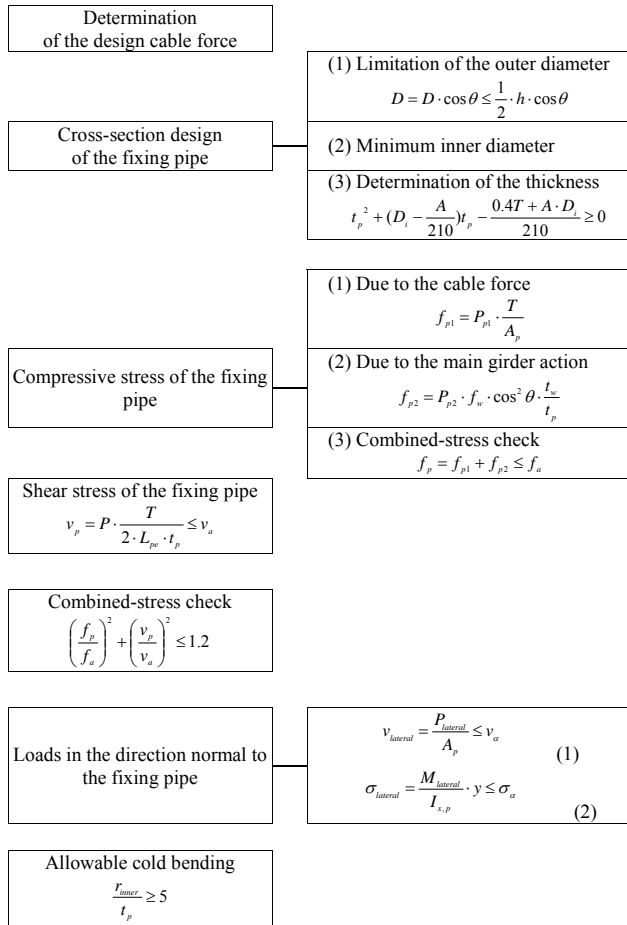 Determination
of the design cable force
(1) Limitation of the outer diameter
D = D · cosθ ≤ 1/2 · h · cosθ
Cross-section design
of the fixing pipe
(2) Minimum inner diameter
(3) Determination of the thickness
t_p² + (D_i − A/210)t_p − (0.4T + A · D_i)/210 ≥ 0
(1) Due to the cable force
f_p1 = P_p1 · T/A_p
Compressive stress of the fixing
pipe
(2) Due to the main girder action
f_p2 = P_p2 · f_w · cos² θ · t_w/t_p
(3) Combined-stress check
f_p = f_p1 + f_p2 ≤ f_a
Shear stress of the fixing pipe
v_p = P · T/(2 · L_pe · t_p) ≤ v_a
Combined-stress check
(f_p/f_a)² + (v_p/v_a)² ≤ 1.2
Loads in the direction normal to
the fixing pipe
v_lateral = P_lateral/A_p ≤ v_α
(1)
σ_lateral = M_lateral/I_x,p · y ≤ σ_α
(2)
Allowable cold bending
r_inner/t_p ≥ 5